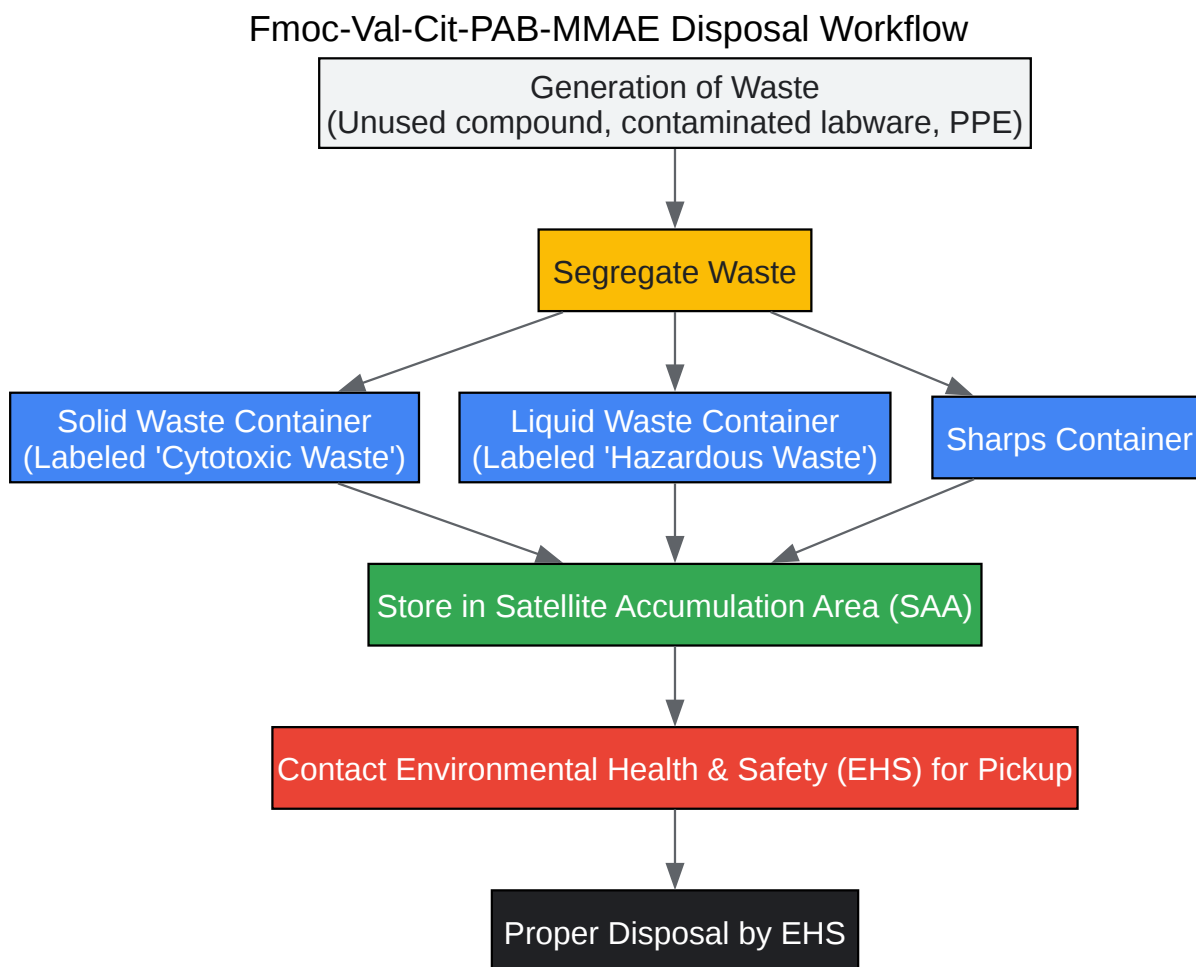 Fmoc-Val-Cit-PAB-MMAE Disposal Workflow
Generation of Waste
(Unused compound, contaminated labware, PPE)
Segregate Waste
Solid Waste Container
(Labeled 'Cytotoxic Waste')
Liquid Waste Container
(Labeled 'Hazardous Waste')
Sharps Container
Store in Satellite Accumulation Area (SAA)
Contact Environmental Health & Safety (EHS) for Pickup
Proper Disposal by EHS